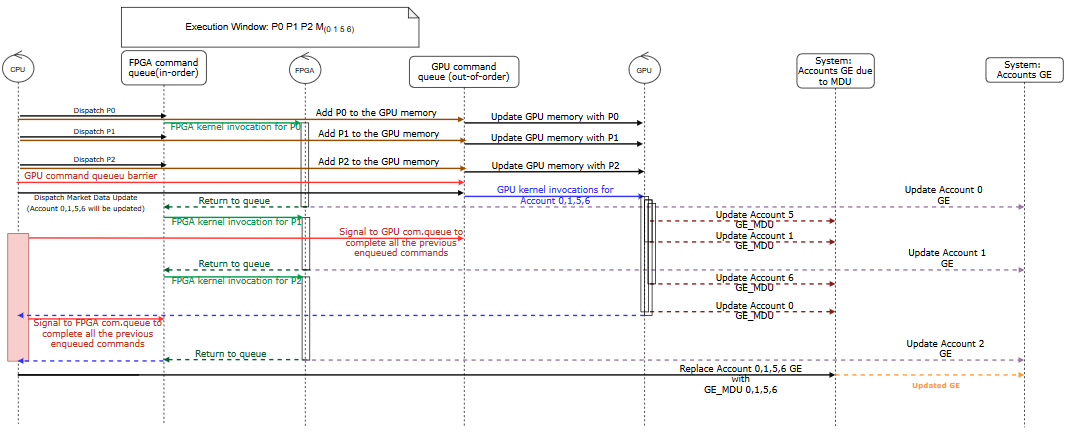 Execution Window: P0 P1 P2 M(0 1 5 6)
CPU
FPGA command
queue(in-order)
FPGA
GPU command
queue (out-of-order)
GPU
System:
Accounts GE due
to MDU
System:
Accounts GE
Dispatch P0
FPGA kernel invocation for P0
Add P0 to the GPU memory
Update GPU memory with P0
Dispatch P1
Add P1 to the GPU memory
Update GPU memory with P1
Dispatch P2
Add P2 to the GPU memory
Update GPU memory with P2
GPU command queueu barrier
Dispatch Market Data Update
(Account 0,1,5,6 will be updated)
GPU kernel invocations for
Account 0,1,5,6
Update Account 0
GE
Return to queue
FPGA kernel invocation for P1
Update Account 5
GE_MDU
Signal to GPU com.queue to
complete all the previous
enqueued commands
Update Account 1
GE_MDU
Update Account 1
GE
Return to queue
FPGA kernel invocation for P2
Update Account 6
GE_MDU
Update Account 0
GE_MDU
Signal to FPGA com.queue to
complete all the previous
enqueued commands
Update Account 2
GE
Return to queue
Replace Account 0,1,5,6 GE
with
GE_MDU 0,1,5,6
Updated GE